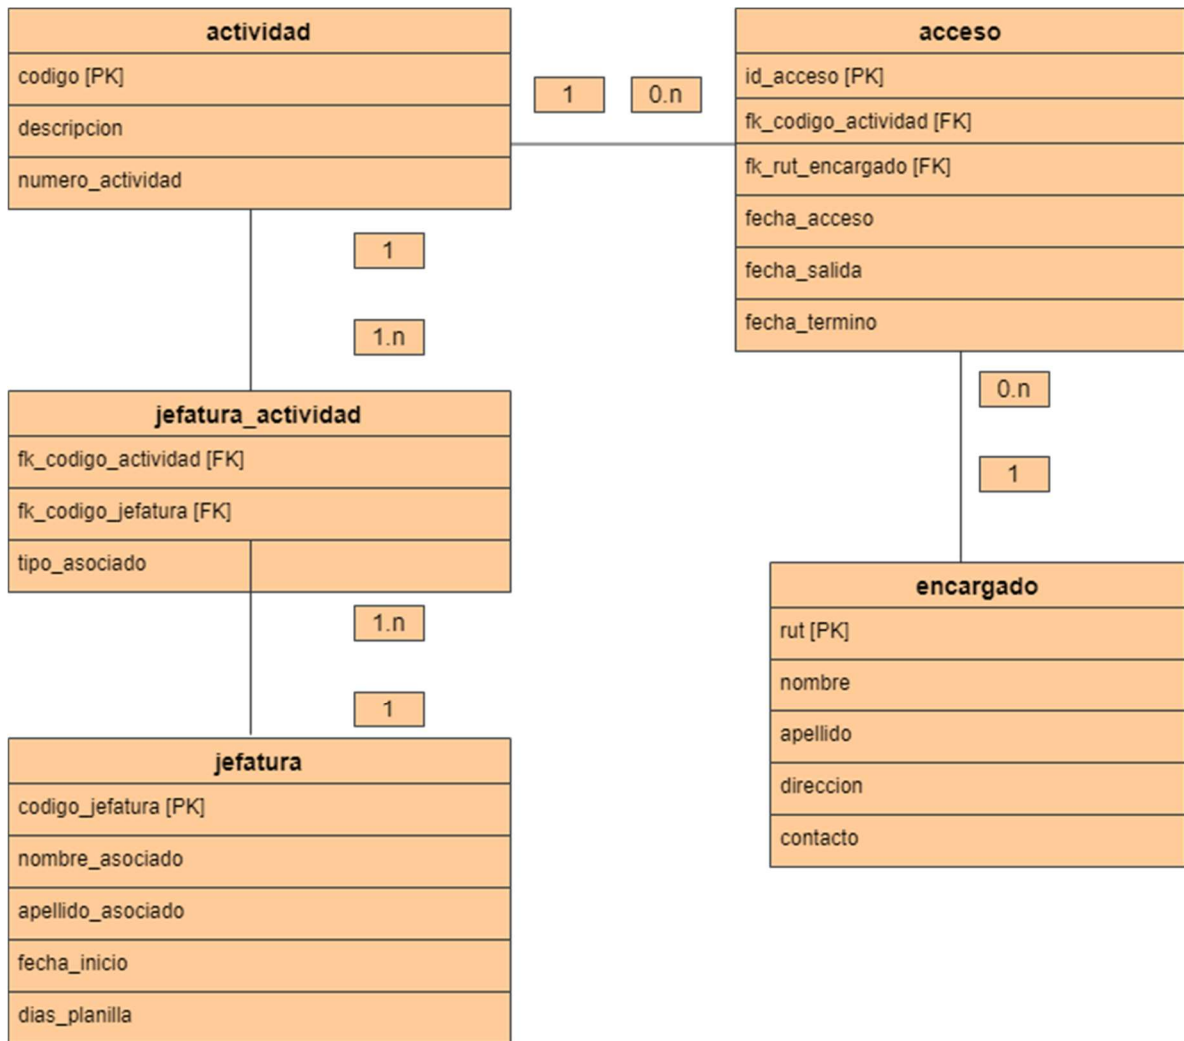 actividad
codigo [PK]
descripcion
numero_actividad
1
0.n
acceso
id_acceso [PK]
fk_codigo_actividad [FK]
fk_rut_encargado [FK]
fecha_acceso
fecha_salida
fecha_termino
1
1.n
jefatura_actividad
fk_codigo_actividad [FK]
fk_codigo_jefatura [FK]
tipo_asociado
0.n
1
1.n
1
encargado
rut [PK]
nombre
apellido
direccion
contacto
jefatura
codigo_jefatura [PK]
nombre_asociado
apellido_asociado
fecha_inicio
dias_planilla